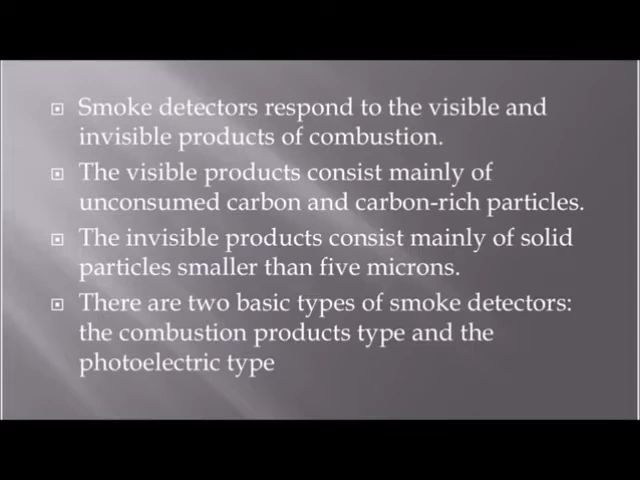 Smoke detectors respond to the visible and
invisible products of combustion.
The visible products consist mainly of
unconsumed carbon and carbon-rich particles.
The invisible products consist mainly of solid
particles smaller than five microns.
There are two basic types of smoke detectors:
the combustion products type and the
photoelectric type